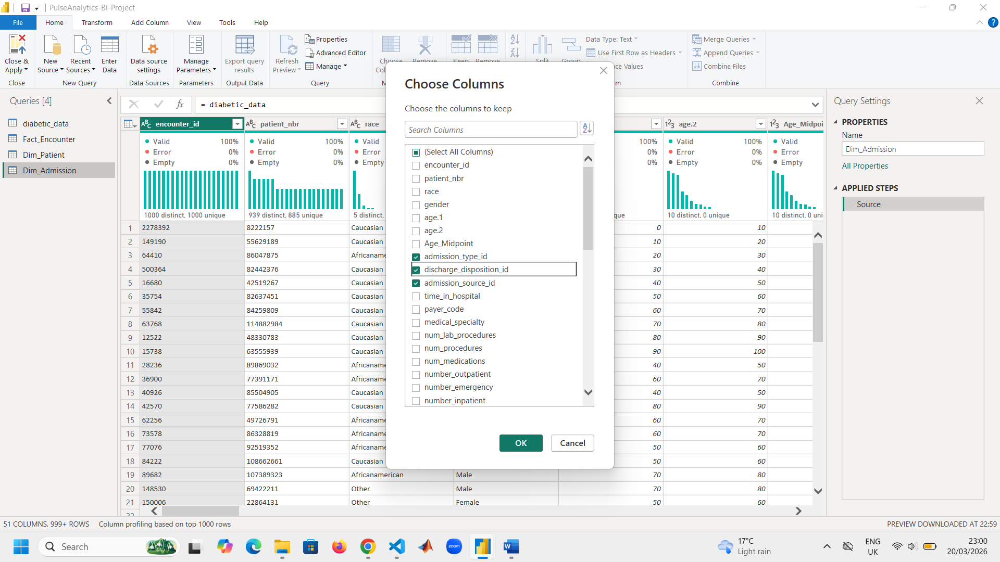 PulseAnalytics-BI-Project
File Home Transform Add Column View Tools Help
Close & Apply
New Source
Recent Sources
Enter Data
Data source settings
Manage Parameters
Export query results
Refresh Preview
Properties
Advanced Editor
Manage
Data Type: Text
Use First Row as Headers
Merge Queries
Append Queries
Combine Files
Close New Query Data Sources Parameters Output Data Query Combine
Queries [4]
diabetic_data
Fact_Encounter
Dim_Patient
Dim_Admission
= diabetic_data
encounter_id patient_nbr race age.2 Age_Midpoi
Valid 100% Valid 100% Valid 100% Valid 100% Valid
Error 0% Error 0% Error 0% Error 0% Error
Empty 0% Empty 0% Empty 0% Empty 0% Empty
1000 distinct, 1000 unique 939 distinct, 885 unique 5 distinct, 10 distinct, 0 unique 10 distinct, 0 uni
1 2278392 8222157 Caucasian 0 10
2 149190 55629189 Caucasian 10 20
3 64410 86047875 Africaname 20 30
4 500364 82442376 Caucasian 30 40
5 16680 42519267 Caucasian 40 50
6 35754 82637451 Caucasian 50 60
7 55842 84259809 Caucasian 60 70
8 63768 114882984 Caucasian 70 80
9 12522 48330783 Caucasian 80 90
10 15738 63555939 Caucasian 90 100
11 28236 89869032 Africaname 40 50
12 36900 77391171 Africaname 60 70
13 40926 85504905 Caucasian 40 50
14 42570 77586282 Caucasian 80 90
15 62256 49726791 Africaname 60 70
16 73578 86328819 Africaname 60 70
17 77076 92519352 Africaname 50 60
18 84222 108662661 Caucasian 50 60
19 89682 107389323 Africanamerican Male 70 80
20 148530 69422211 Other Male 70 80
21 150006 22864131 Other Female 50 60
Choose Columns
Choose the columns to keep
Search Columns
(Select All Columns)
encounter_id
patient_nbr
race
gender
age.1
age.2
Age_Midpoint
admission_type_id
discharge_disposition_id
admission_source_id
time_in_hospital
payer_code
medical_specialty
num_lab_procedures
num_procedures
num_medications
number_outpatient
number_emergency
number_inpatient
OK Cancel
Query Settings
PROPERTIES
Name
Dim_Admission
All Properties
APPLIED STEPS
Source
51 COLUMNS, 999+ ROWS Column profiling based on top 1000 rows
PREVIEW DOWNLOADED AT 22:59
Search
zoom
17°C
Light rain
ENG
UK
23:00
20/03/2026